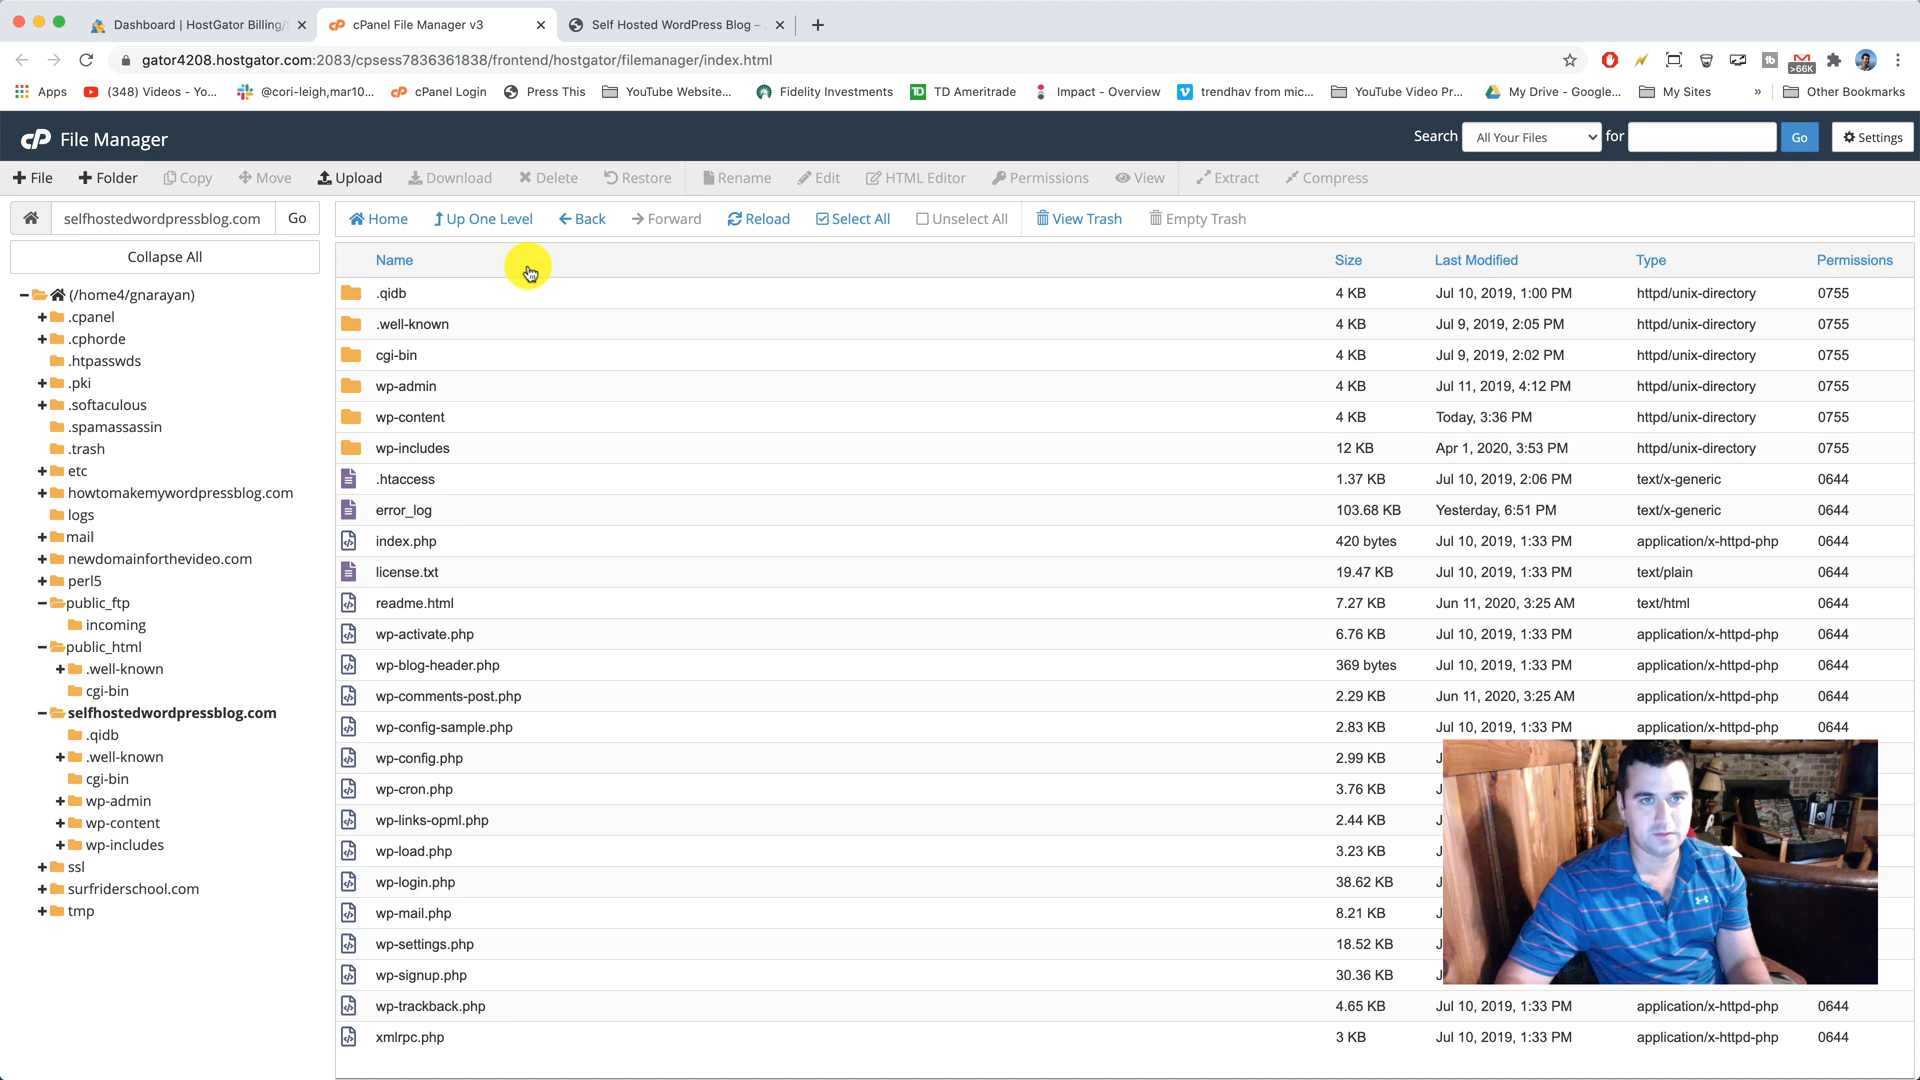 Dashboard | HostGator Billing/
cPanel File Manager v3
Self Hosted WordPress Blog –
gator4208.hostgator.com:2083/cpsess7836361838/frontend/hostgator/filemanager/index.html
>66K
Apps
(348) Videos - Yo...
@cori-leigh,mar10...
cPanel Login
Press This
YouTube Website...
Fidelity Investments
TD Ameritrade
Impact - Overview
trendhav from mic...
YouTube Video Pr...
My Drive - Google...
My Sites
»
Other Bookmarks
cP File Manager
Search All Your Files for Go Settings
File Folder Copy Move Upload Download Delete Restore Rename Edit HTML Editor Permissions View Extract Compress
selfhostedwordpressblog.com Go
Home Up One Level Back Forward Reload Select All Unselect All View Trash Empty Trash
Collapse All
(/home4/gnarayan)
.cpanel
.cphorde
.htpasswds
.pki
.softaculous
.spamassassin
.trash
etc
howtomakemywordpressblog.com
logs
mail
newdomainforthevideo.com
perl5
public_ftp
incoming
public_html
.well-known
cgi-bin
selfhostedwordpressblog.com
.qidb
.well-known
cgi-bin
wp-admin
wp-content
wp-includes
ssl
surfriderschool.com
tmp
Name Size Last Modified Type Permissions
.qidb 4 KB Jul 10, 2019, 1:00 PM httpd/unix-directory 0755
.well-known 4 KB Jul 9, 2019, 2:05 PM httpd/unix-directory 0755
cgi-bin 4 KB Jul 9, 2019, 2:02 PM httpd/unix-directory 0755
wp-admin 4 KB Jul 11, 2019, 4:12 PM httpd/unix-directory 0755
wp-content 4 KB Today, 3:36 PM httpd/unix-directory 0755
wp-includes 12 KB Apr 1, 2020, 3:53 PM httpd/unix-directory 0755
.htaccess 1.37 KB Jul 10, 2019, 2:06 PM text/x-generic 0644
error_log 103.68 KB Yesterday, 6:51 PM text/x-generic 0644
index.php 420 bytes Jul 10, 2019, 1:33 PM application/x-httpd-php 0644
license.txt 19.47 KB Jul 10, 2019, 1:33 PM text/plain 0644
readme.html 7.27 KB Jun 11, 2020, 3:25 AM text/html 0644
wp-activate.php 6.76 KB Jul 10, 2019, 1:33 PM application/x-httpd-php 0644
wp-blog-header.php 369 bytes Jul 10, 2019, 1:33 PM application/x-httpd-php 0644
wp-comments-post.php 2.29 KB Jun 11, 2020, 3:25 AM application/x-httpd-php 0644
wp-config-sample.php 2.83 KB Jul 10, 2019, 1:33 PM application/x-httpd-php 0644
wp-config.php 2.99 KB J
wp-cron.php 3.76 KB J
wp-links-opml.php 2.44 KB J
wp-load.php 3.23 KB J
wp-login.php 38.62 KB J
wp-mail.php 8.21 KB J
wp-settings.php 18.52 KB J
wp-signup.php 30.36 KB J
wp-trackback.php 4.65 KB Jul 10, 2019, 1:33 PM application/x-httpd-php 0644
xmlrpc.php 3 KB Jul 10, 2019, 1:33 PM application/x-httpd-php 0644